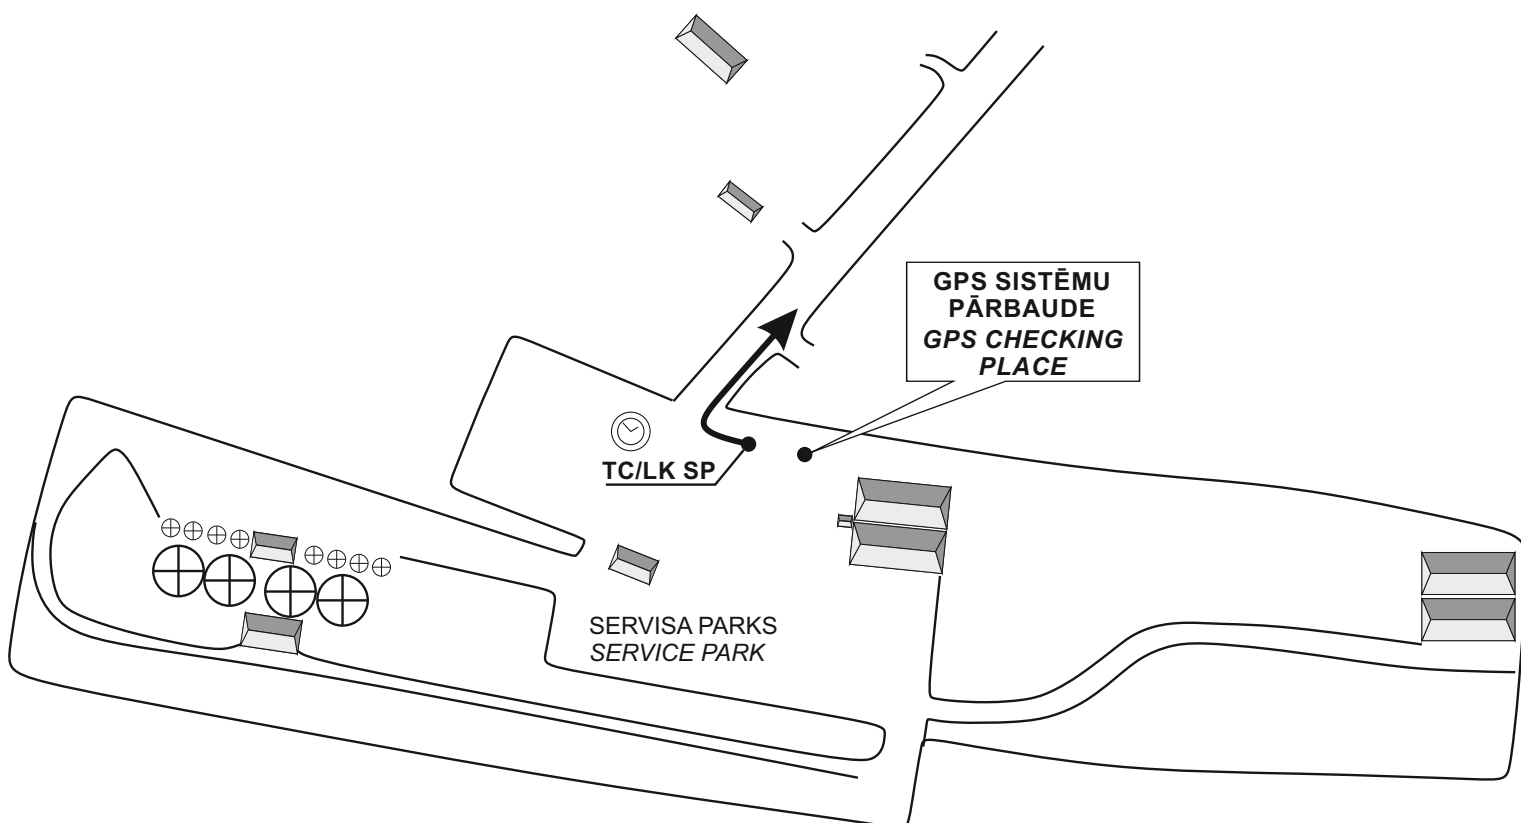 GPS SISTĒMU
PĀRBAUDE
GPS CHECKING
PLACE
TC/LK SP
SERVISA PARKS
SERVICE PARK